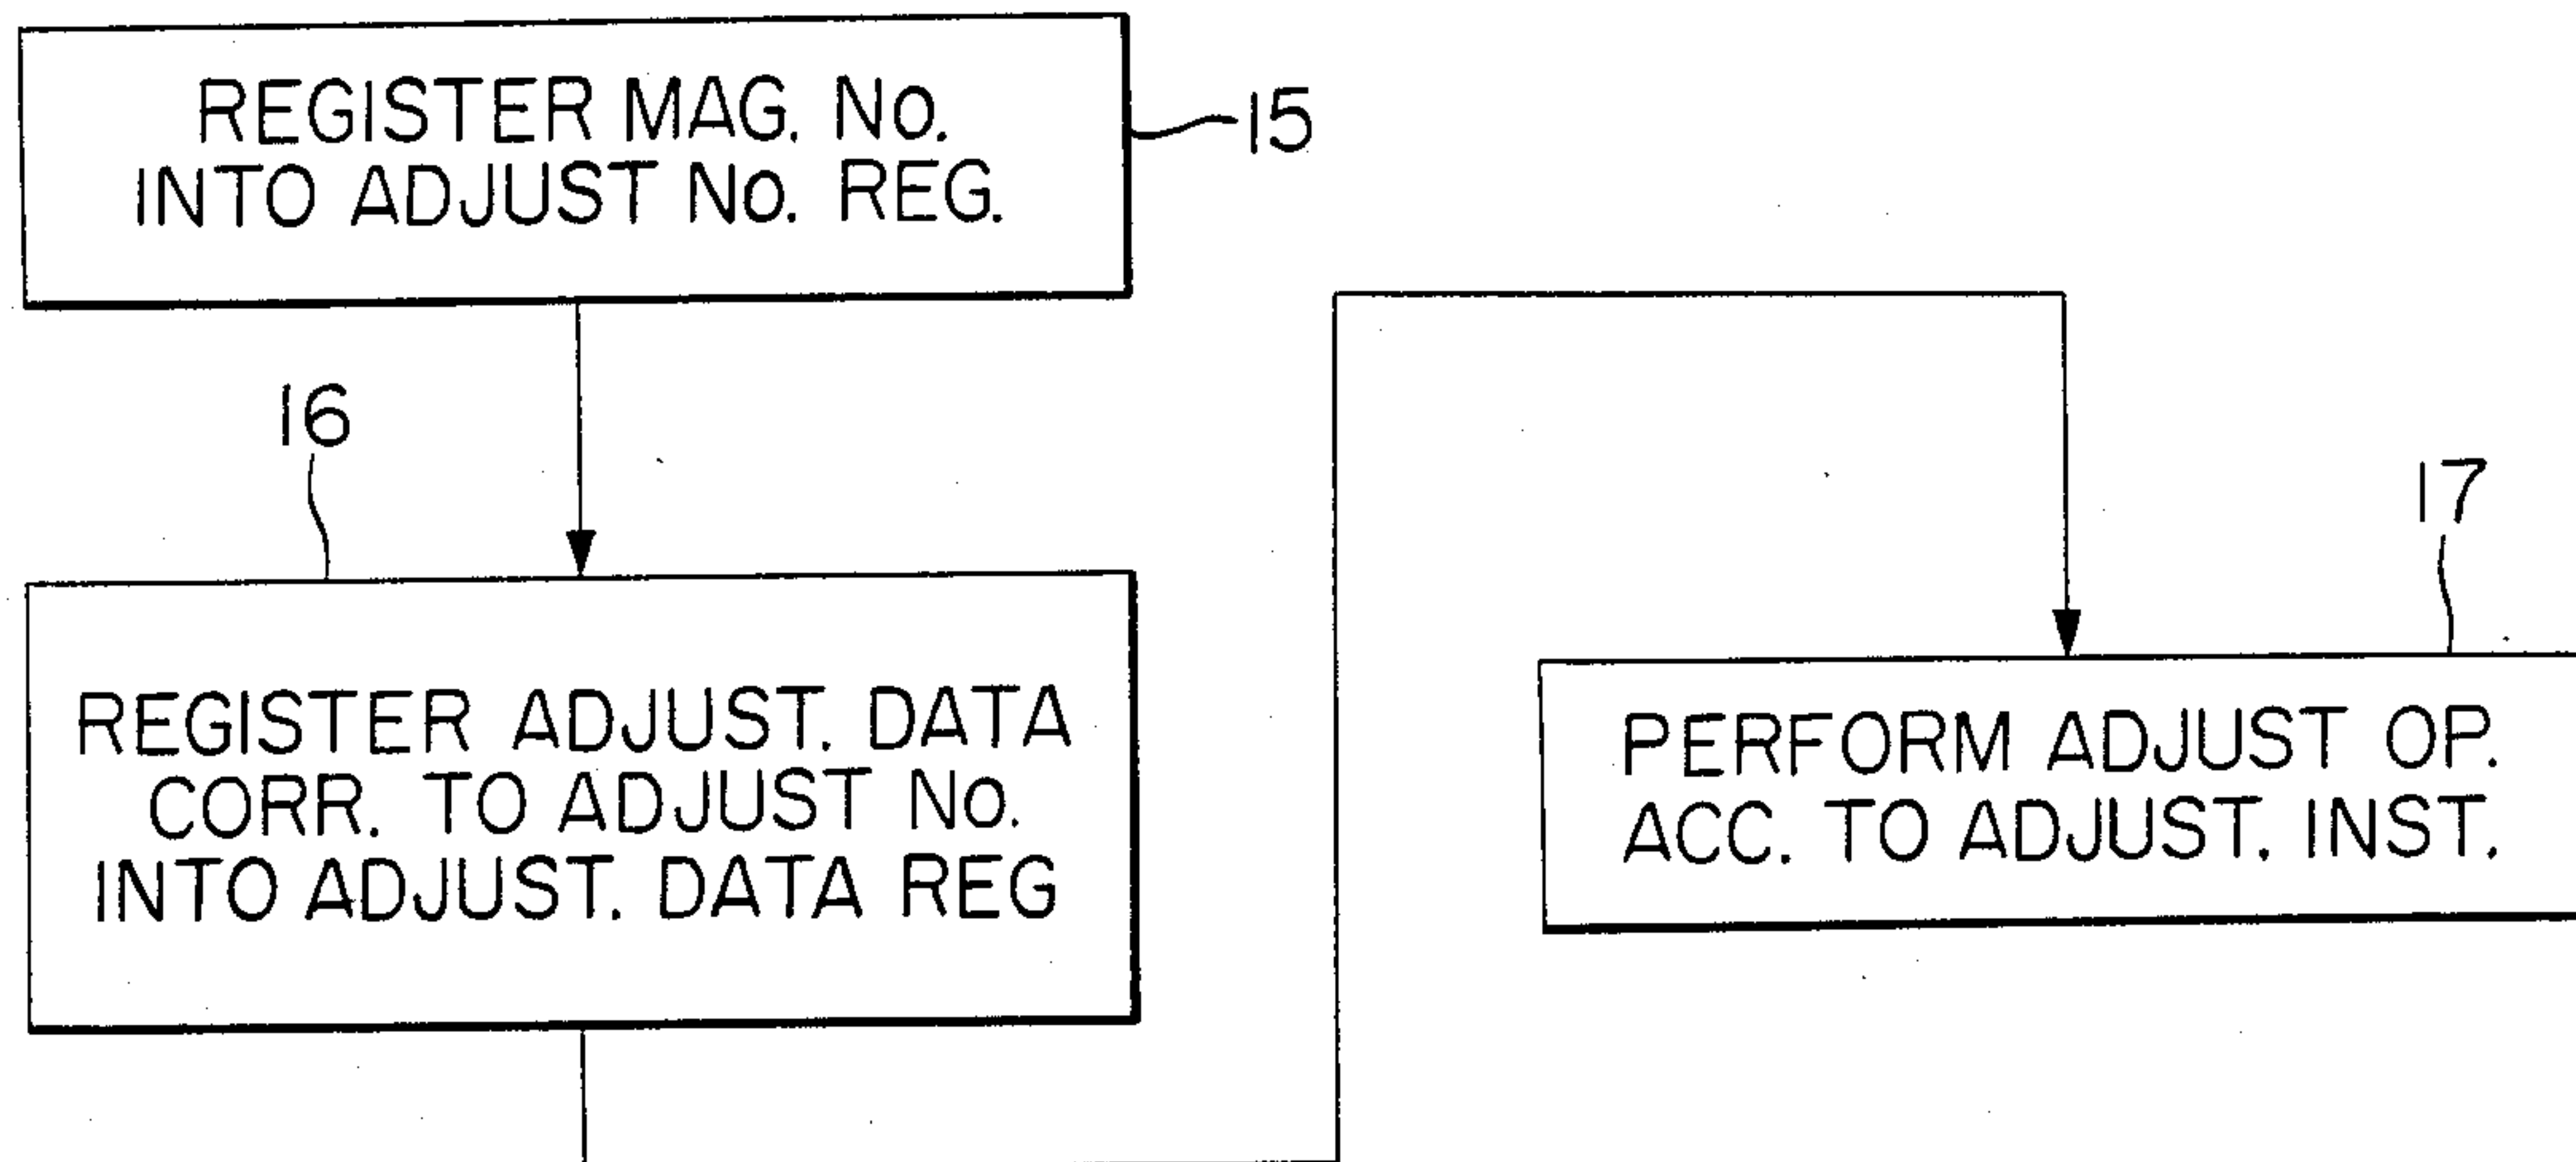 REGISTER MAG. No.
INTO ADJUST No. REG.
15
16
REGISTER ADJUST. DATA
CORR. TO ADJUST No.
INTO ADJUST. DATA REG
17
PERFORM ADJUST OP.
ACC. TO ADJUST. INST.